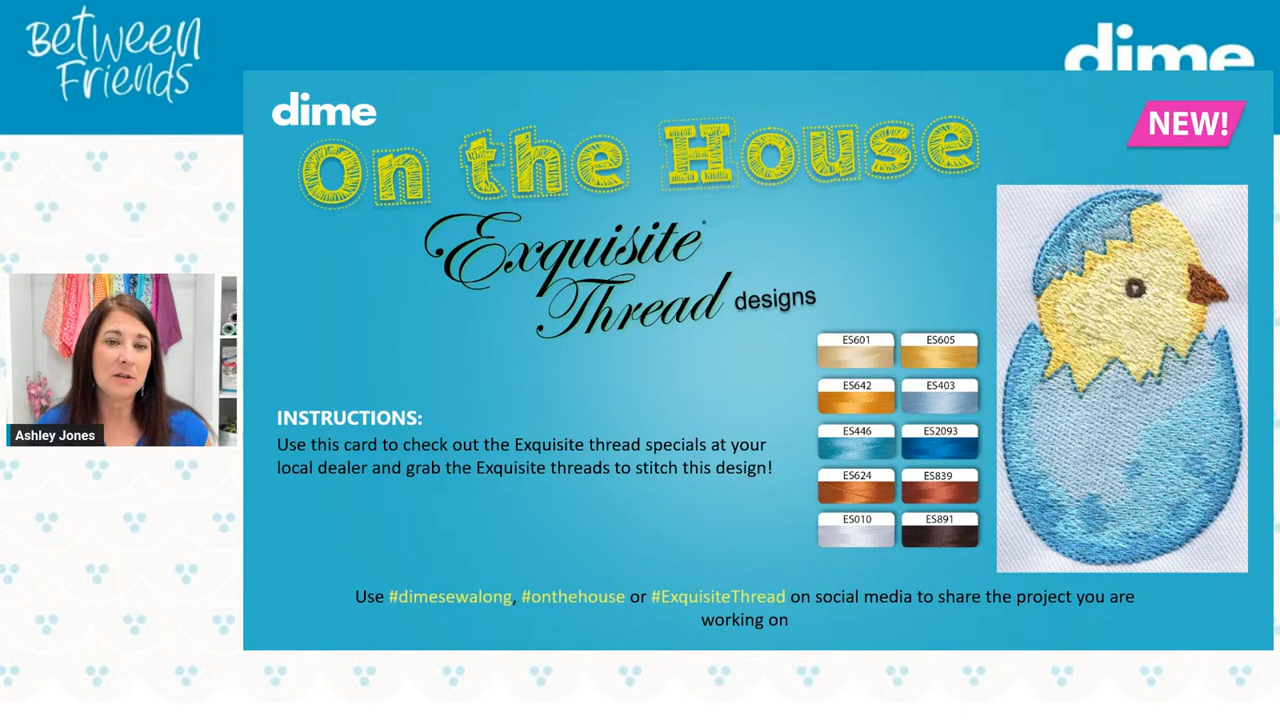 Between
Friends
dime
dime
NEW!
On the House
Exquisite®
Thread designs
ES601
ES605
ES642
ES403
ES446
ES2093
ES624
ES839
ES010
ES891
INSTRUCTIONS:
Use this card to check out the Exquisite thread specials at your
local dealer and grab the Exquisite threads to stitch this design!
Ashley Jones
Use #dimesewalong, #onthehouse or #ExquisiteThread on social media to share the project you are
working on